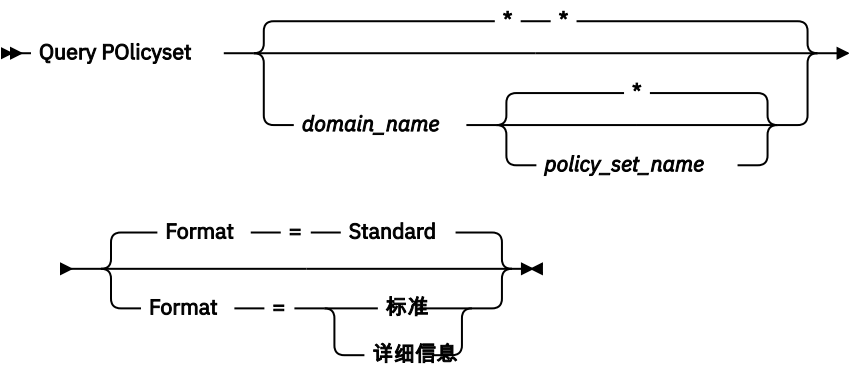 * *
Query POlicyset
*
domain_name
policy_set_name
Format = Standard
Format = 标准
详细信息